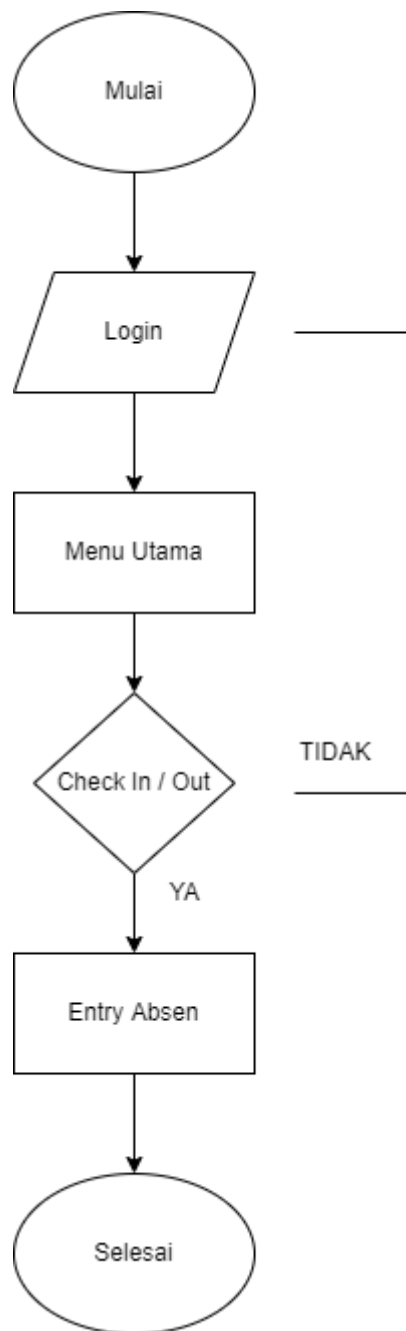 Mulai
Login
Menu Utama
TIDAK
Check In / Out
YA
Entry Absen
Selesai